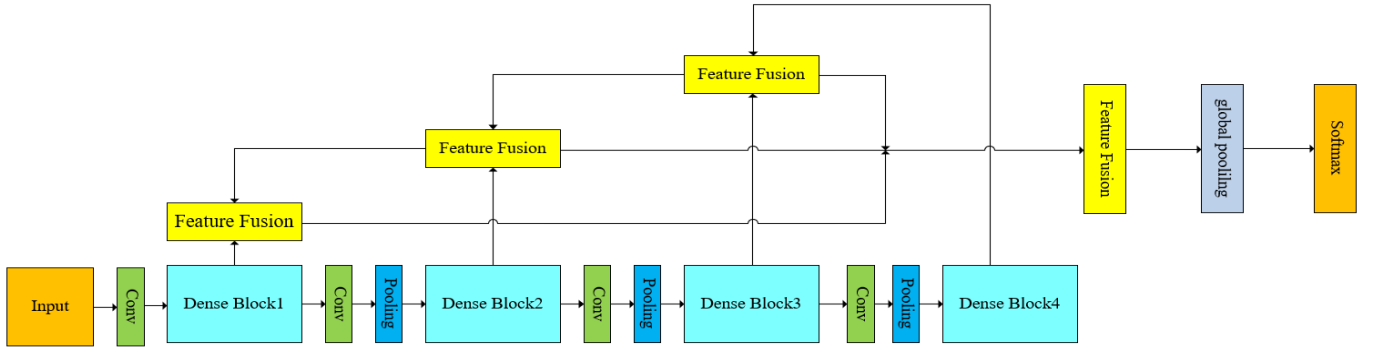 Feature Fusion
Feature Fusion
Feature Fusion
Feature Fusion
global poolilng
Softmax
Input
Conv
Dense Block1
Conv
Pooling
Dense Block2
Conv
Pooling
Dense Block3
Conv
Pooling
Dense Block4